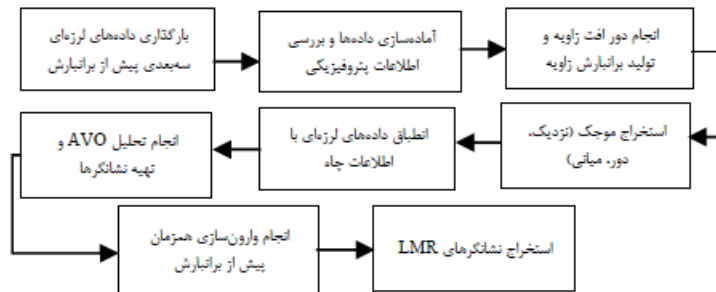 بارگذاری داده‌های لرزه‌ای
سه‌بعدی پیش از برانبارش
آماده‌سازی داده‌ها و بررسی
اطلاعات پتروفیزیکی
انجام دور افت زاویه و
تولید برانبارش زاویه
استخراج موجک (نزدیک،
دور، میانی)
انطباق داده‌های لرزه‌ای با
اطلاعات چاه
انجام تحلیل AVO و
تهیه نشانگرها
انجام وارون‌سازی همزمان
پیش از برانبارش
استخراج نشانگرهای LMR